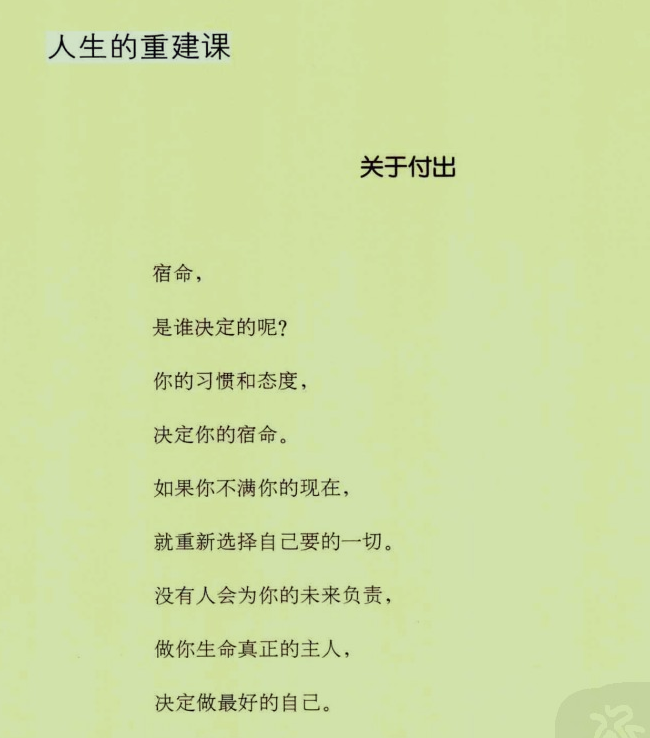 人生的重建课
关于付出
宿命，
是谁决定的呢？
你的习惯和态度，
决定你的宿命。
如果你不满你的现在，
就重新选择自己要的一切。
没有人会为你的未来负责，
做你生命真正的主人，
决定做最好的自己。